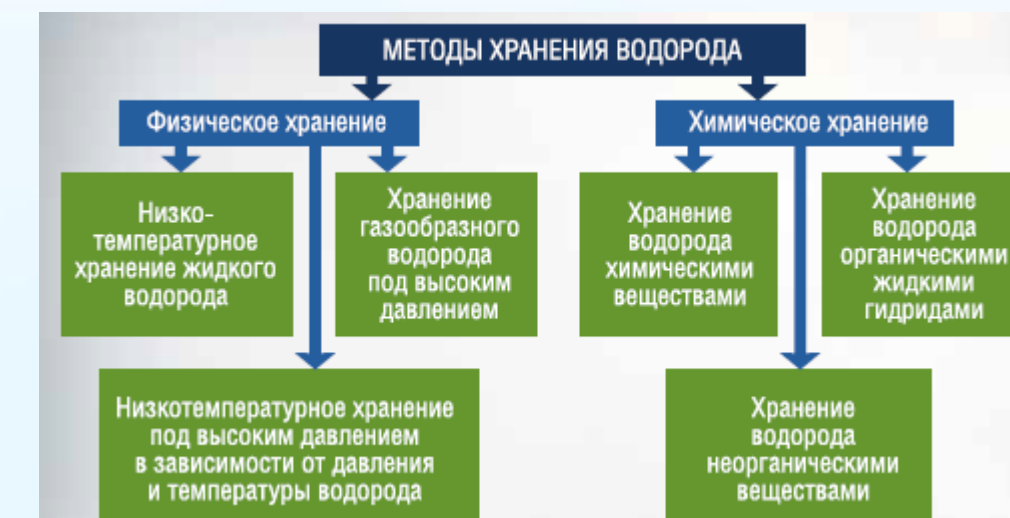 МЕТОДЫ ХРАНЕНИЯ ВОДОРОДА
Физическое хранение
Химическое хранение
Низко-
температурное
хранение жидкого
водорода
Хранение
газообразного
водорода
под высоким
давлением
Хранение
водорода
химическими
веществами
Хранение
водорода
органическими
жидкими
гидридами
Низкотемпературное хранение
под высоким давлением
в зависимости от давления
и температуры водорода
Хранение
водорода
неорганическими
веществами